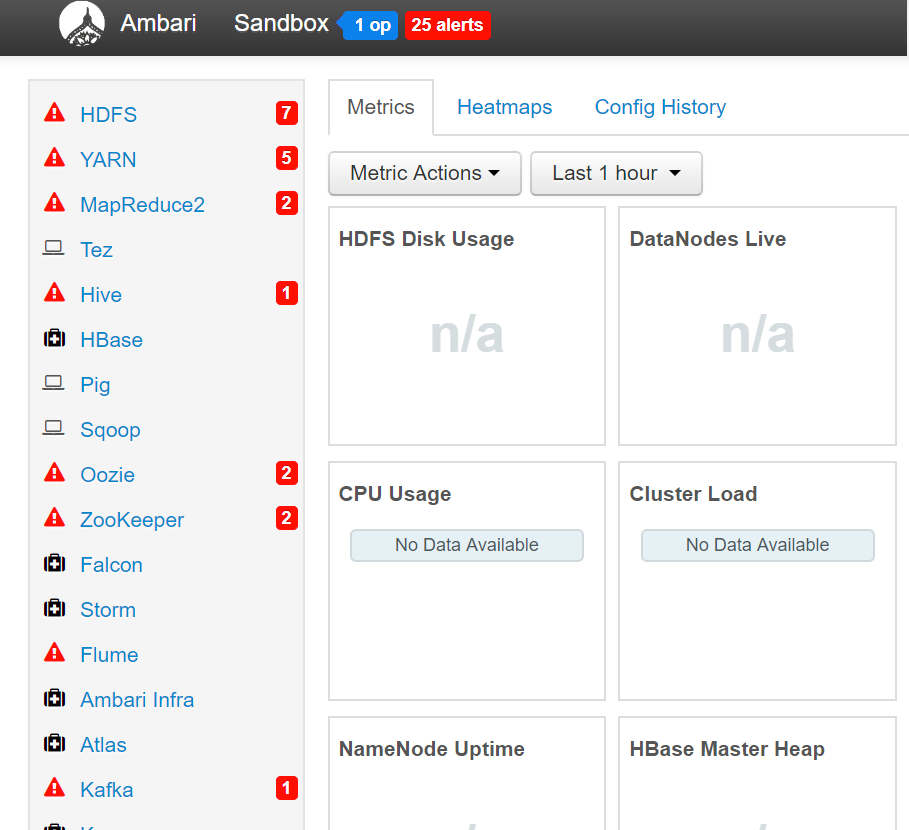 Ambari Sandbox 1 op 25 alerts
HDFS 7
YARN 5
MapReduce2 2
Tez
Hive 1
HBase
Pig
Sqoop
Oozie 2
ZooKeeper 2
Falcon
Storm
Flume
Ambari Infra
Atlas
Kafka 1
Metrics Heatmaps Config History
Metric Actions Last 1 hour
HDFS Disk Usage
n/a
DataNodes Live
n/a
CPU Usage
No Data Available
Cluster Load
No Data Available
NameNode Uptime
HBase Master Heap